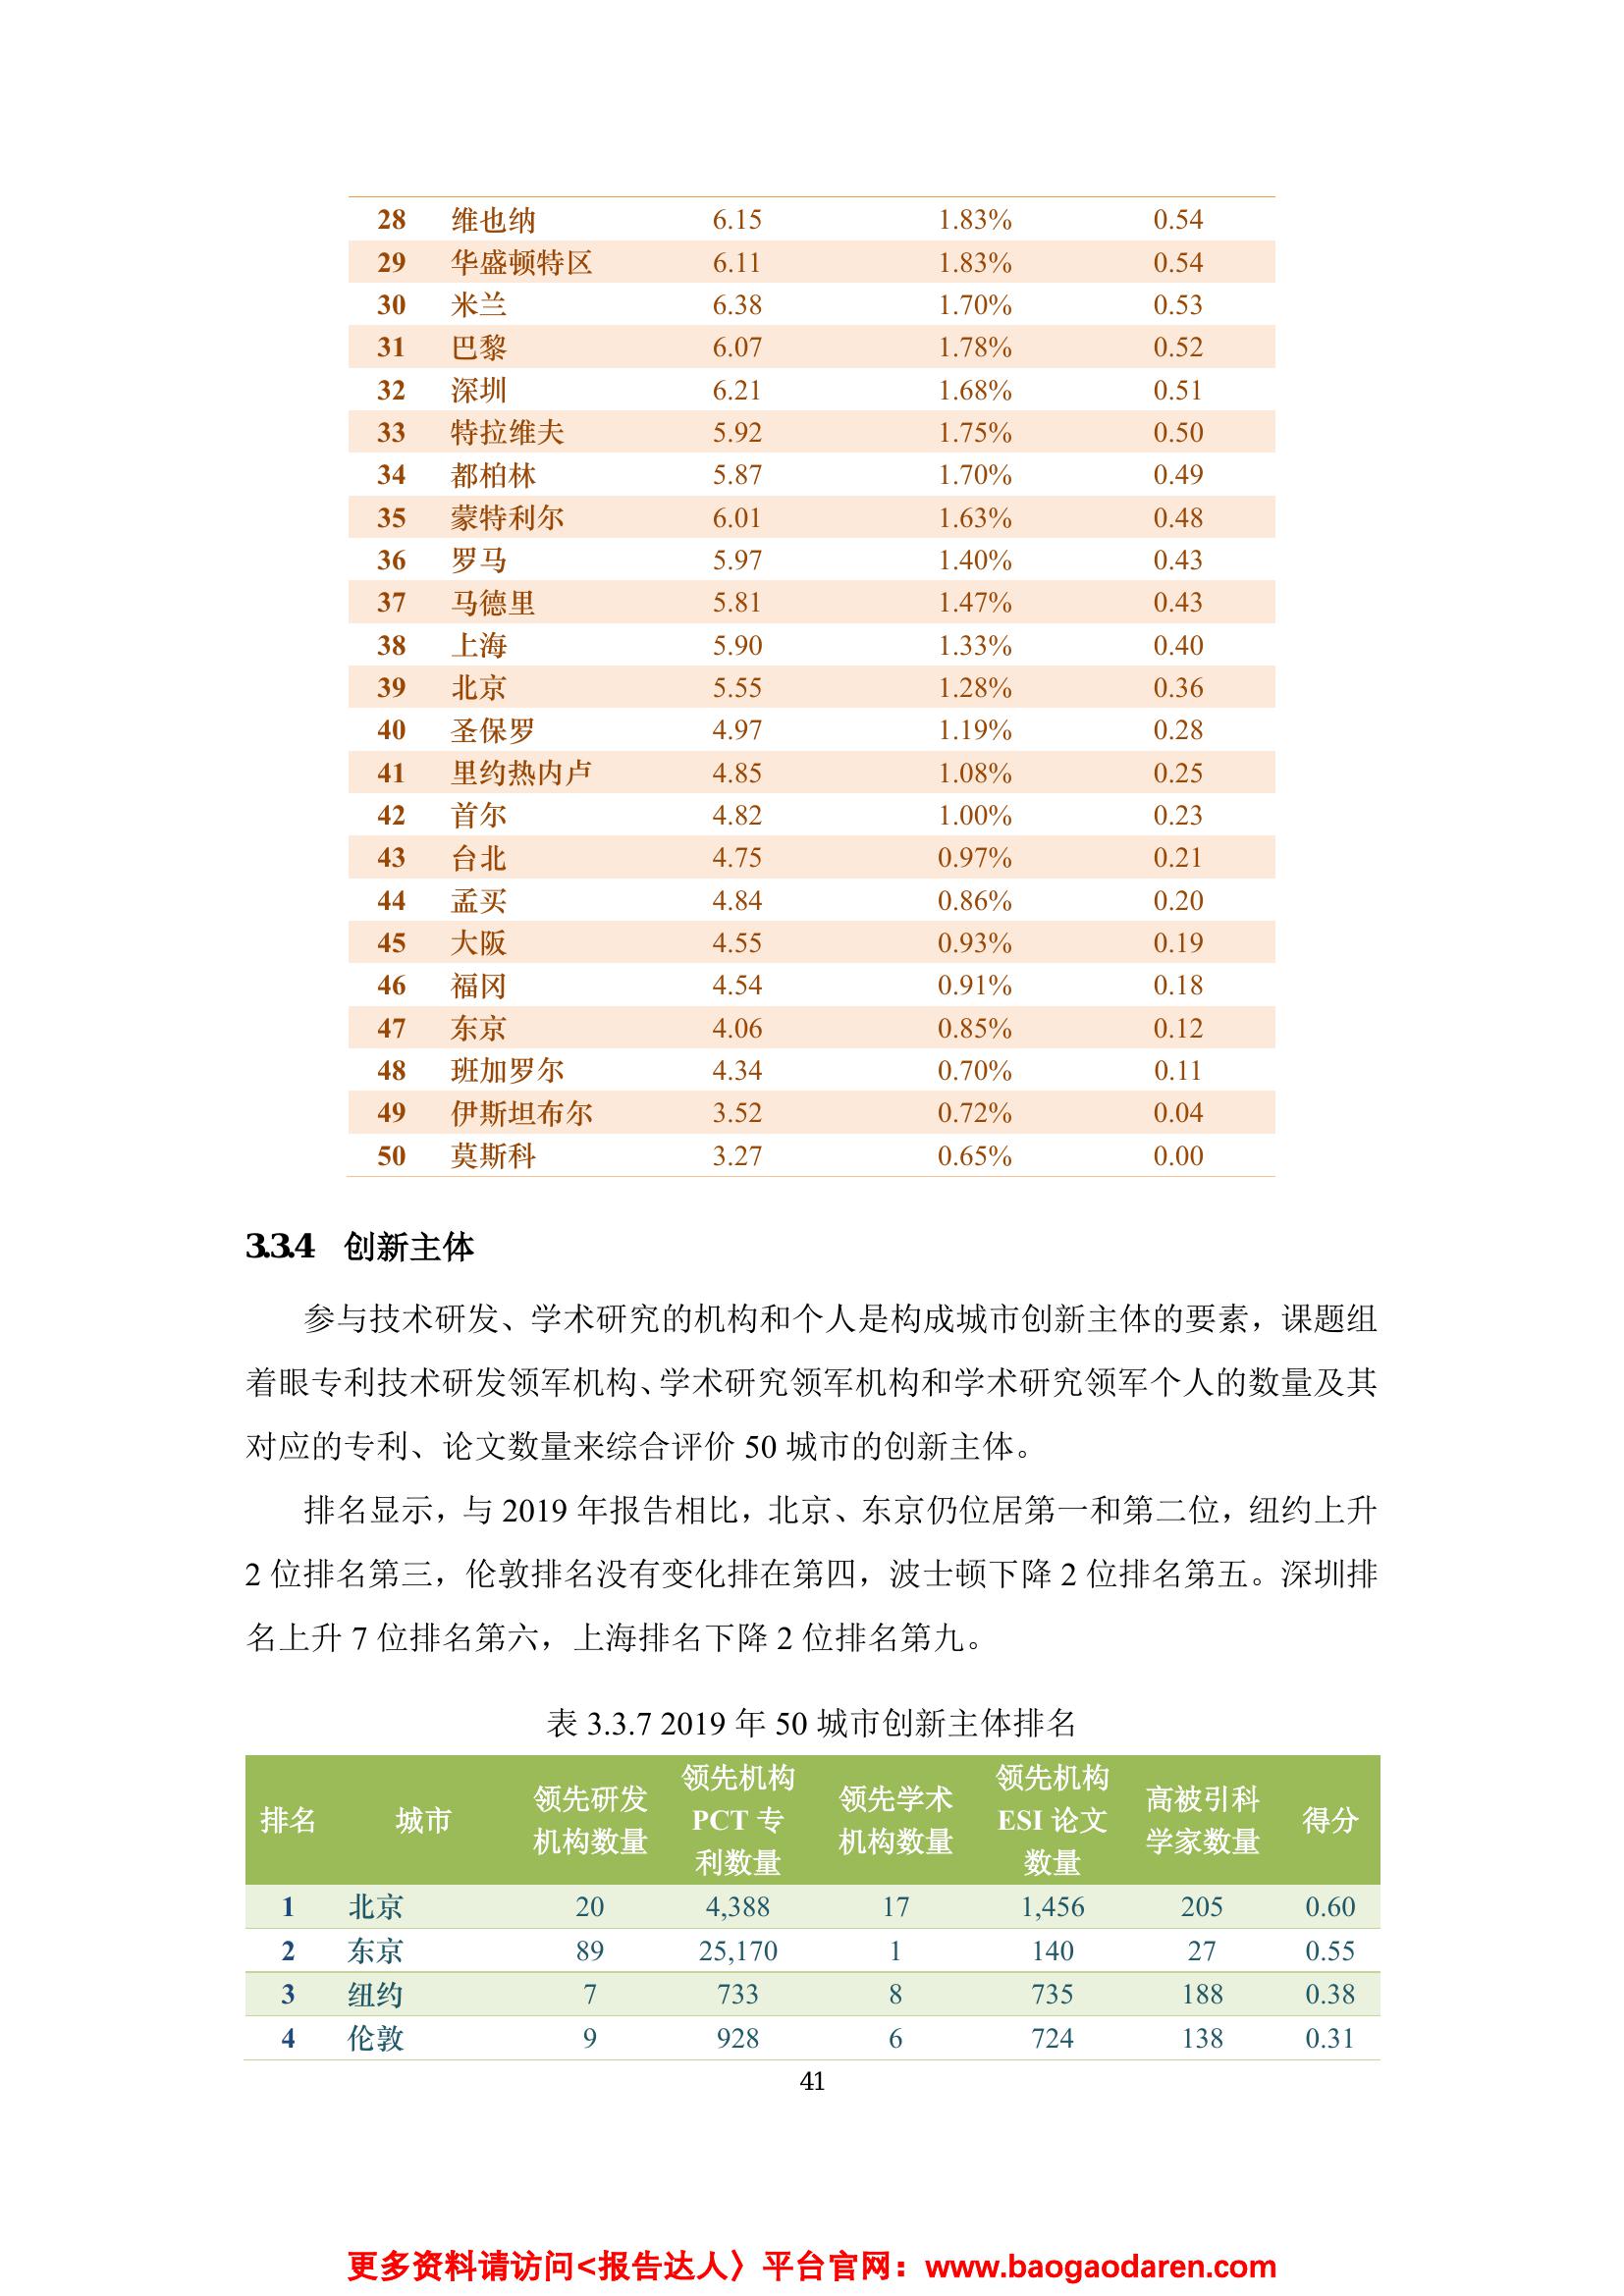 28 维也纳 6.15 1.83% 0.54
29 华盛顿特区 6.11 1.83% 0.54
30 米兰 6.38 1.70% 0.53
31 巴黎 6.07 1.78% 0.52
32 深圳 6.21 1.68% 0.51
33 特拉维夫 5.92 1.75% 0.50
34 都柏林 5.87 1.70% 0.49
35 蒙特利尔 6.01 1.63% 0.48
36 罗马 5.97 1.40% 0.43
37 马德里 5.81 1.47% 0.43
38 上海 5.90 1.33% 0.40
39 北京 5.55 1.28% 0.36
40 圣保罗 4.97 1.19% 0.28
41 里约热内卢 4.85 1.08% 0.25
42 首尔 4.82 1.00% 0.23
43 台北 4.75 0.97% 0.21
44 孟买 4.84 0.86% 0.20
45 大阪 4.55 0.93% 0.19
46 福冈 4.54 0.91% 0.18
47 东京 4.06 0.85% 0.12
48 班加罗尔 4.34 0.70% 0.11
49 伊斯坦布尔 3.52 0.72% 0.04
50 莫斯科 3.27 0.65% 0.00
3.3.4 创新主体
参与技术研发、学术研究的机构和个人是构成城市创新主体的要素，课题组
着眼专利技术研发领军机构、学术研究领军机构和学术研究领军个人的数量及其
对应的专利、论文数量来综合评价 50 城市的创新主体。
排名显示，与 2019 年报告相比，北京、东京仍位居第一和第二位，纽约上升
2 位排名第三，伦敦排名没有变化排在第四，波士顿下降 2 位排名第五。深圳排
名上升 7 位排名第六，上海排名下降 2 位排名第九。
表 3.3.7 2019 年 50 城市创新主体排名
排名 城市 领先研发机构数量 领先机构 PCT 专利数量 领先学术机构数量 领先机构 ESI 论文数量 高被引科学家数量 得分
1 北京 20 4,388 17 1,456 205 0.60
2 东京 89 25,170 1 140 27 0.55
3 纽约 7 733 8 735 188 0.38
4 伦敦 9 928 6 724 138 0.31
41
更多资料请访问<报告达人〉平台官网：www.baogaodaren.com